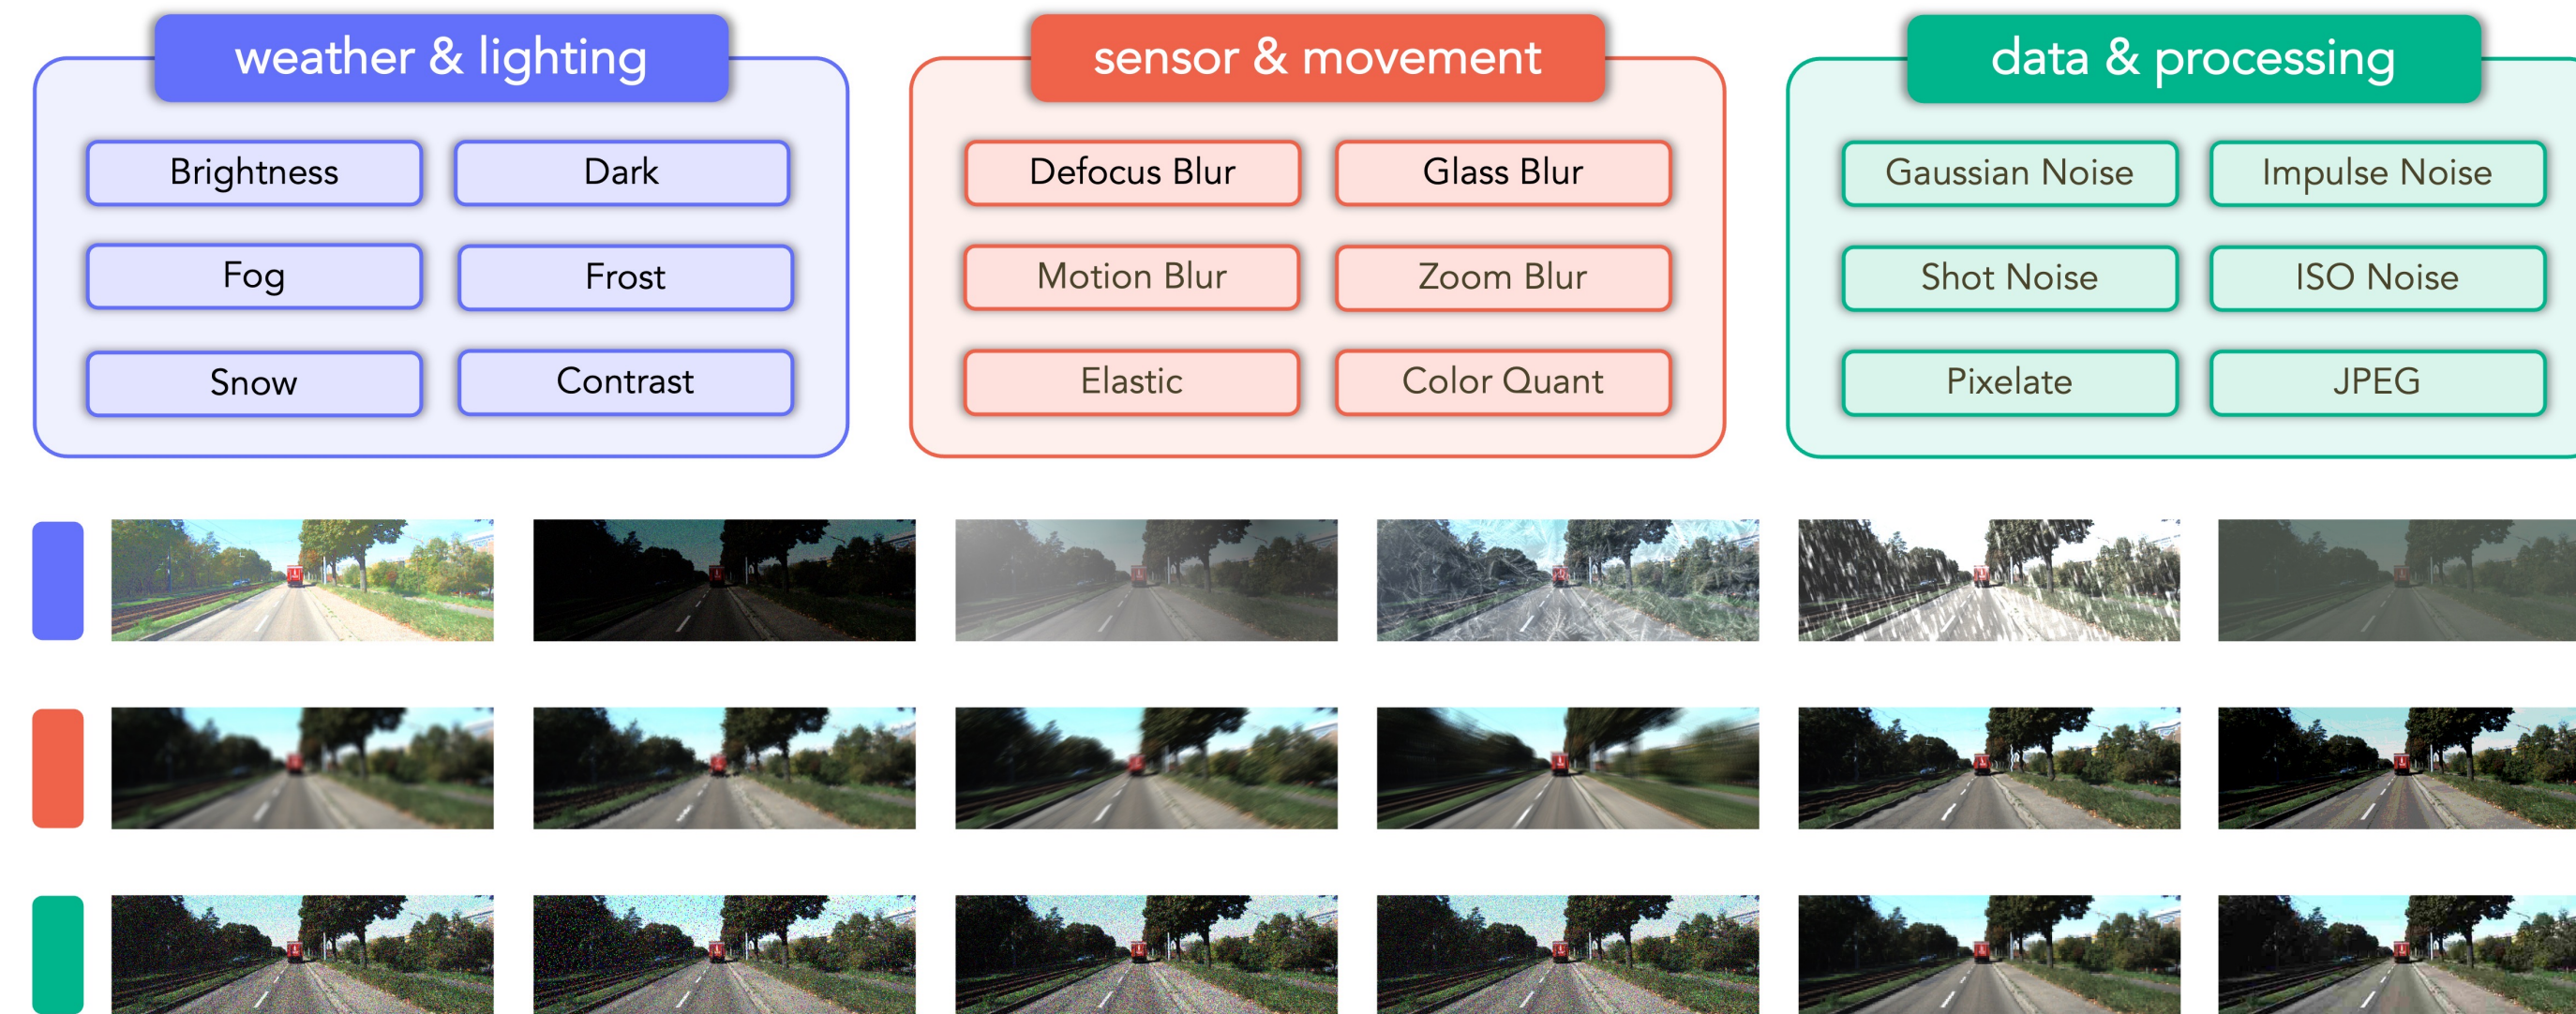 weather & lighting
Brightness
Dark
Fog
Frost
Snow
Contrast
sensor & movement
Defocus Blur
Glass Blur
Motion Blur
Zoom Blur
Elastic
Color Quant
data & processing
Gaussian Noise
Impulse Noise
Shot Noise
ISO Noise
Pixelate
JPEG